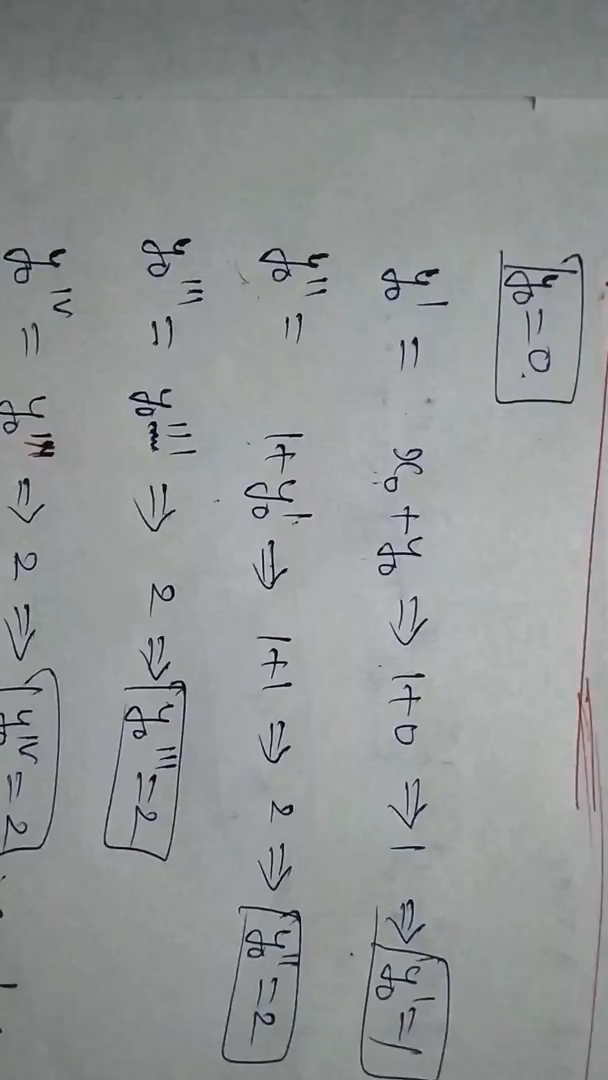 y₀ = 0.
y₀' = x₀ + y₀ ⇒ 1+0 ⇒ 1 ⇒ y₀' = 1
y₀'' = 1+y₀' ⇒ 1+1 ⇒ 2 ⇒ y₀'' = 2
y₀''' = y₀''' ⇒ 2 ⇒ y₀''' = 2
y₀ⁱᵛ = y₀''' ⇒ 2 ⇒ y₀ⁱᵛ = 2